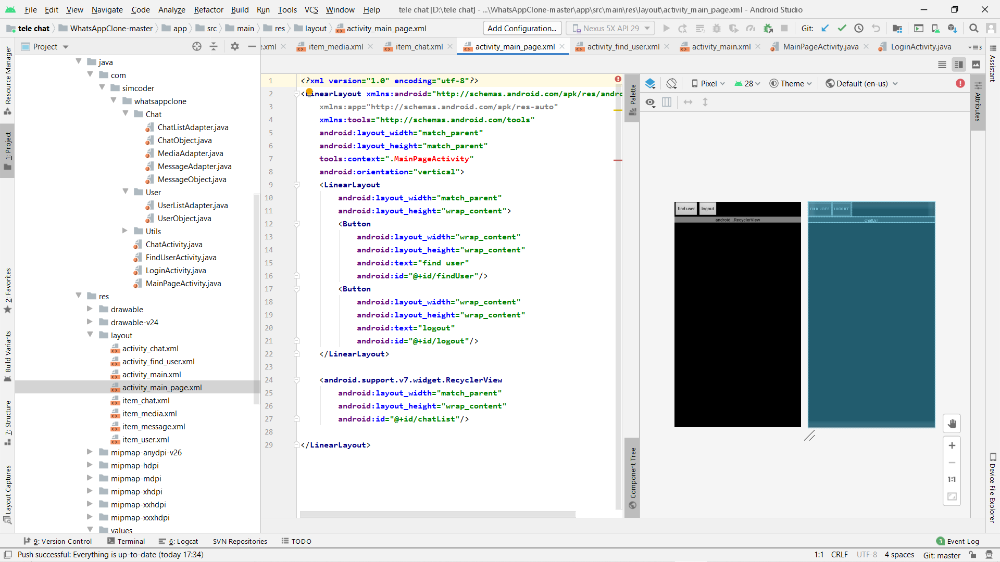 File Edit View Navigate Code Analyze Refactor Build Run Tools VCS Window Help tele chat [D:\tele chat] - ...\WhatsAppClone-master\app\src\main\res\layout\activity_main_page.xml - Android Studio
tele chat WhatsAppClone-master app src main res layout activity_main_page.xml Add Configuration... Nexus 5X API 29 Git:
Project
e.xml item_media.xml item_chat.xml activity_main_page.xml activity_find_user.xml activity_main.xml MainPageActivity.java LoginActivity.java 3
Resource Manager
1: Project
2: Favorites
Build Variants
7: Structure
Layout Captures
java
com
simcoder
whatsappclone
Chat
ChatListAdapter.java
ChatObject.java
MediaAdapter.java
MessageAdapter.java
MessageObject.java
User
UserListAdapter.java
UserObject.java
Utils
ChatActivity.java
FindUserActivity.java
LoginActivity.java
MainPageActivity.java
res
drawable
drawable-v24
layout
activity_chat.xml
activity_find_user.xml
activity_main.xml
activity_main_page.xml
item_chat.xml
item_media.xml
item_message.xml
item_user.xml
mipmap-anydpi-v26
mipmap-hdpi
mipmap-mdpi
mipmap-xhdpi
mipmap-xxhdpi
mipmap-xxxhdpi
values
1 <?xml version="1.0" encoding="utf-8"?>
2 <LinearLayout xmlns:android="http://schemas.android.com/apk/res/andro
3 xmlns:app="http://schemas.android.com/apk/res-auto"
4 xmlns:tools="http://schemas.android.com/tools"
5 android:layout_width="match_parent"
6 android:layout_height="match_parent"
7 tools:context=".MainPageActivity"
8 android:orientation="vertical">
9 <LinearLayout
10 android:layout_width="match_parent"
11 android:layout_height="wrap_content">
12 <Button
13 android:layout_width="wrap_content"
14 android:layout_height="wrap_content"
15 android:text="find user"
16 android:id="@+id/findUser"/>
17 <Button
18 android:layout_width="wrap_content"
19 android:layout_height="wrap_content"
20 android:text="logout"
21 android:id="@+id/logout"/>
22 </LinearLayout>
23
24 <android.support.v7.widget.RecyclerView
25 android:layout_width="match_parent"
26 android:layout_height="wrap_content"
27 android:id="@+id/chatList"/>
28
29 </LinearLayout>
Palette
Component Tree
Pixel 28 Theme Default (en-us)
find user logout
android...RecyclerView
FIND USER LOGOUT
1:1
Assistant
Attributes
Device File Explorer
9: Version Control Terminal 6: Logcat SVN Repositories TODO 3 Event Log
Push successful: Everything is up-to-date (today 17:34) 1:1 CRLF UTF-8 4 spaces Git: master